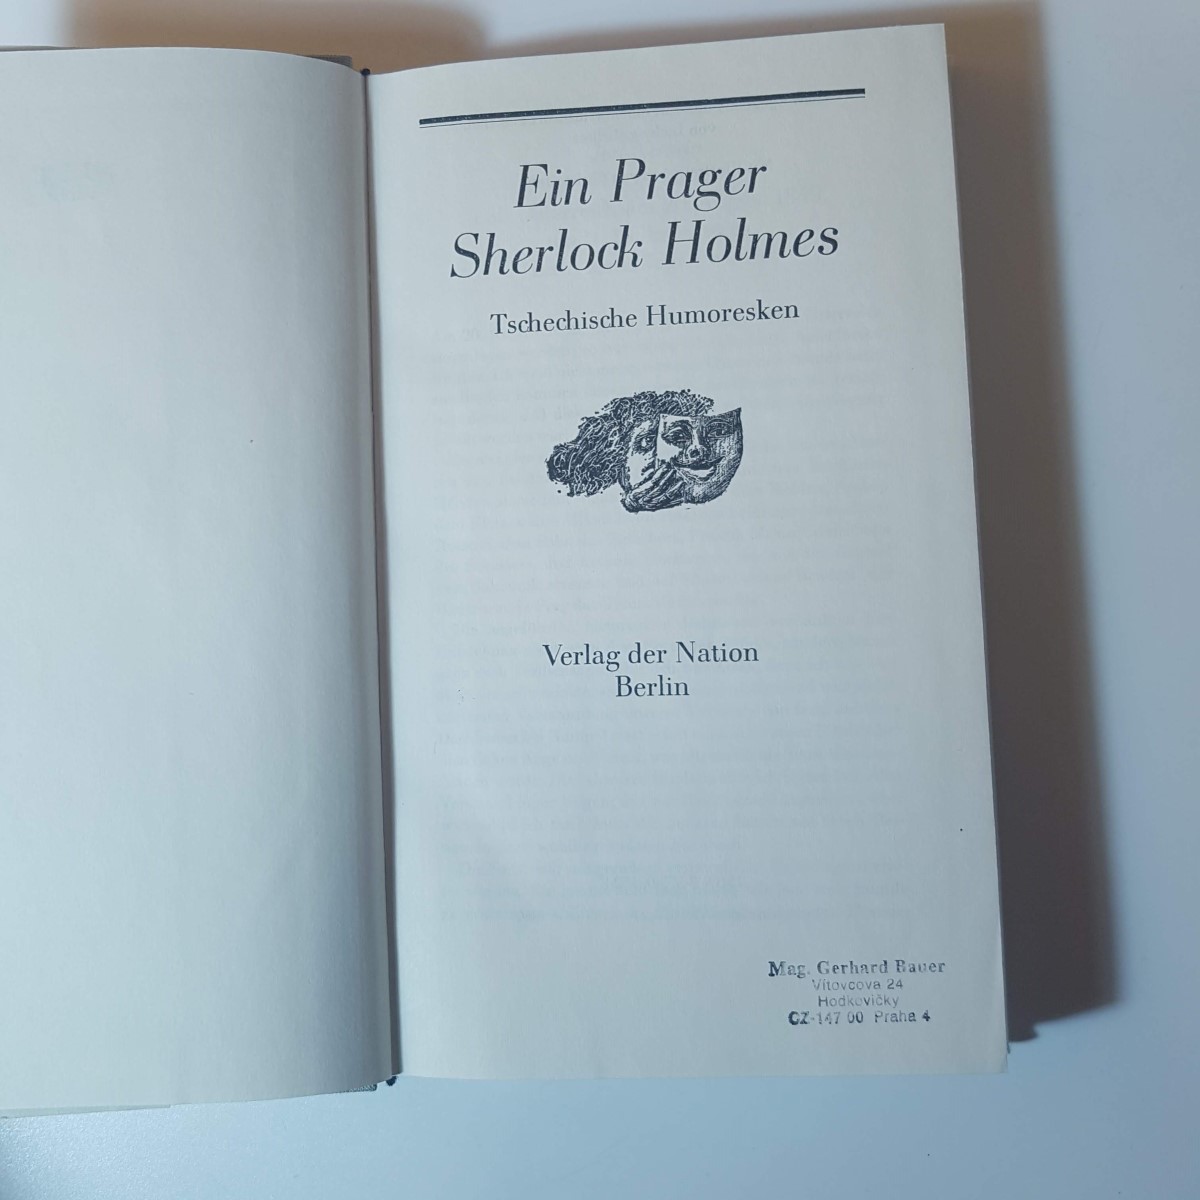 Ein Prager
Sherlock Holmes
Tschechische Humoresken
Verlag der Nation
Berlin
Mag. Gerhard Bauer
Vítovcova 24
Hodkovičky
CZ-147 00 Praha 4